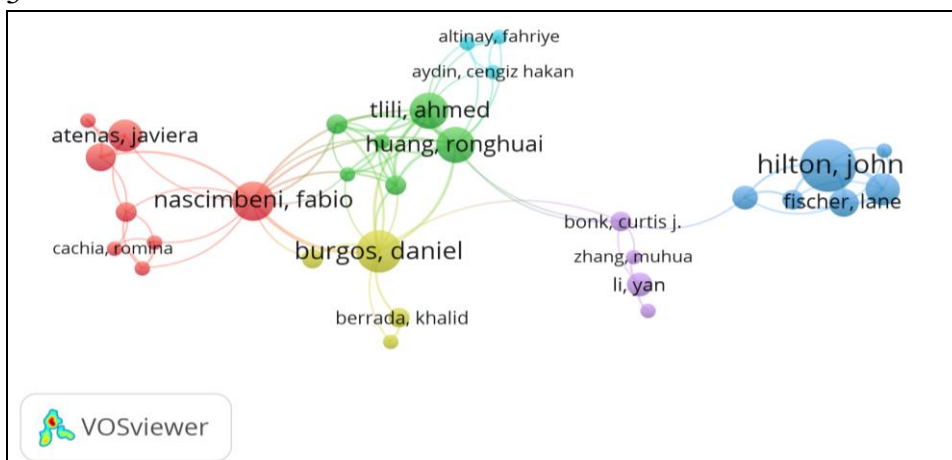 altinay, fahriye
aydin, cengiz hakan
tlili, ahmed
atenas, javiera
huang, ronghuai
hilton, john
nascimbeni, fabio
fischer, lane
bonk, curtis j.
cachia, romina
burgos, daniel
zhang, muhua
li, yan
berrada, khalid
VOSviewer